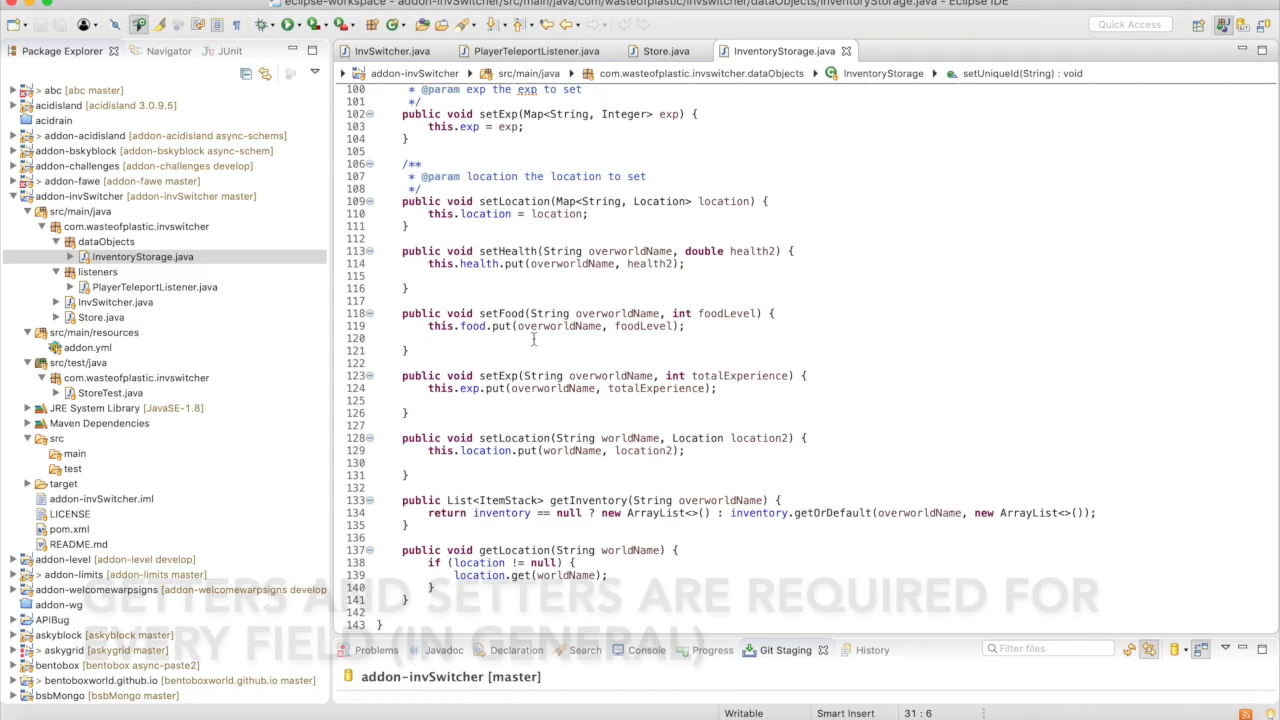 eclipse-workspace - addon-invSwitcher/src/main/java/com/wasteofplastic/invswitcher/dataObjects/InventoryStorage.java - Eclipse IDE
Quick Access
Package Explorer
Navigator
JUnit
InvSwitcher.java
PlayerTeleportListener.java
Store.java
InventoryStorage.java
addon-invSwitcher
src/main/java
com.wasteofplastic.invswitcher.dataObjects
InventoryStorage
setUniqueId(String) : void
> abc [abc master]
acidisland [acidisland 3.0.9.5]
acidrain
> addon-acidisland [addon-acidisland async-schems]
addon-bskyblock [addon-bskyblock async-schem]
addon-challenges [addon-challenges develop]
> addon-fawe [addon-fawe master]
addon-invSwitcher [addon-invSwitcher master]
src/main/java
com.wasteofplastic.invswitcher
dataObjects
InventoryStorage.java
listeners
PlayerTeleportListener.java
InvSwitcher.java
Store.java
src/main/resources
addon.yml
src/test/java
com.wasteofplastic.invswitcher
StoreTest.java
JRE System Library [JavaSE-1.8]
Maven Dependencies
src
main
test
target
addon-invSwitcher.iml
LICENSE
pom.xml
README.md
addon-level [addon-level develop]
> addon-limits [addon-limits master]
addon-welcomewarpsigns [addon-welcomewarpsigns develop
addon-wg
APIBug
askyblock [askyblock master]
> askygrid [askygrid master]
bentobox [bentobox async-paste2]
> bentoboxworld.github.io [bentoboxworld.github.io master]
bsbMongo [bsbMongo master]
100 * @param exp the exp to set
101 */
102 public void setExp(Map<String, Integer> exp) {
103 this.exp = exp;
104 }
105
106 /**
107 * @param location the location to set
108 */
109 public void setLocation(Map<String, Location> location) {
110 this.location = location;
111 }
112
113 public void setHealth(String overworldName, double health2) {
114 this.health.put(overworldName, health2);
115
116 }
117
118 public void setFood(String overworldName, int foodLevel) {
119 this.food.put(overworldName, foodLevel);
120
121 }
122
123 public void setExp(String overworldName, int totalExperience) {
124 this.exp.put(overworldName, totalExperience);
125
126 }
127
128 public void setLocation(String worldName, Location location2) {
129 this.location.put(worldName, location2);
130
131 }
132
133 public List<ItemStack> getInventory(String overworldName) {
134 return inventory == null ? new ArrayList<>() : inventory.getOrDefault(overworldName, new ArrayList<>());
135 }
136
137 public void getLocation(String worldName) {
138 if (location != null) {
139 location.get(worldName);
140 }
141 }
142
143 }
GETTERS AND SETTERS ARE REQUIRED FOR
EVERY FIELD (IN GENERAL)
Problems
Javadoc
Declaration
Search
Console
Progress
Git Staging
History
Filter files
addon-invSwitcher [master]
Writable
Smart Insert
31 : 6